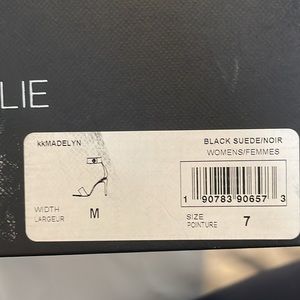 LIE
kkMADELYN
BLACK SUEDE/NOIR
WOMENS/FEMMES
WIDTH
LARGEUR
M
1 90783 90657 3
SIZE
POINTURE
7